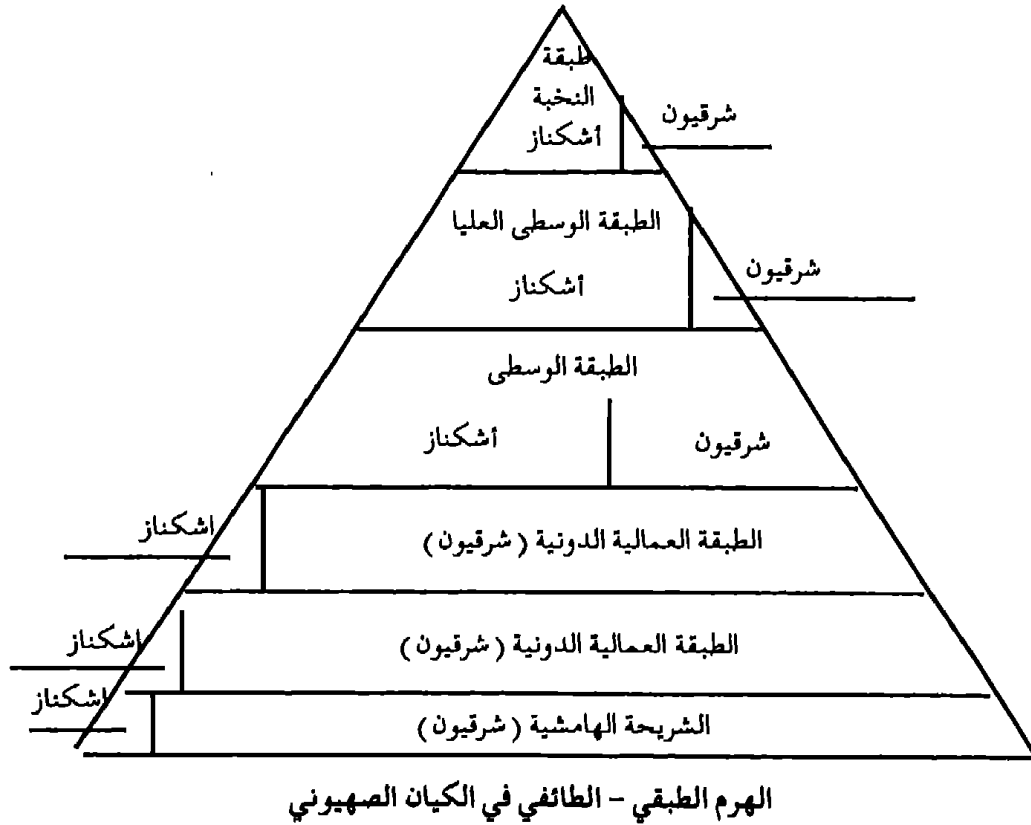 طبقة
النخبة
أشكناز
شرقيون
الطبقة الوسطى العليا
أشكناز
شرقيون
الطبقة الوسطى
شرقيون
أشكناز
الطبقة العمالية الدونية (شرقيون)
اشكناز
الطبقة العمالية الدونية (شرقيون)
اشكناز
الشريحة الهامشية (شرقيون)
اشكناز
الهرم الطبقي - الطائفي في الكيان الصهيوني